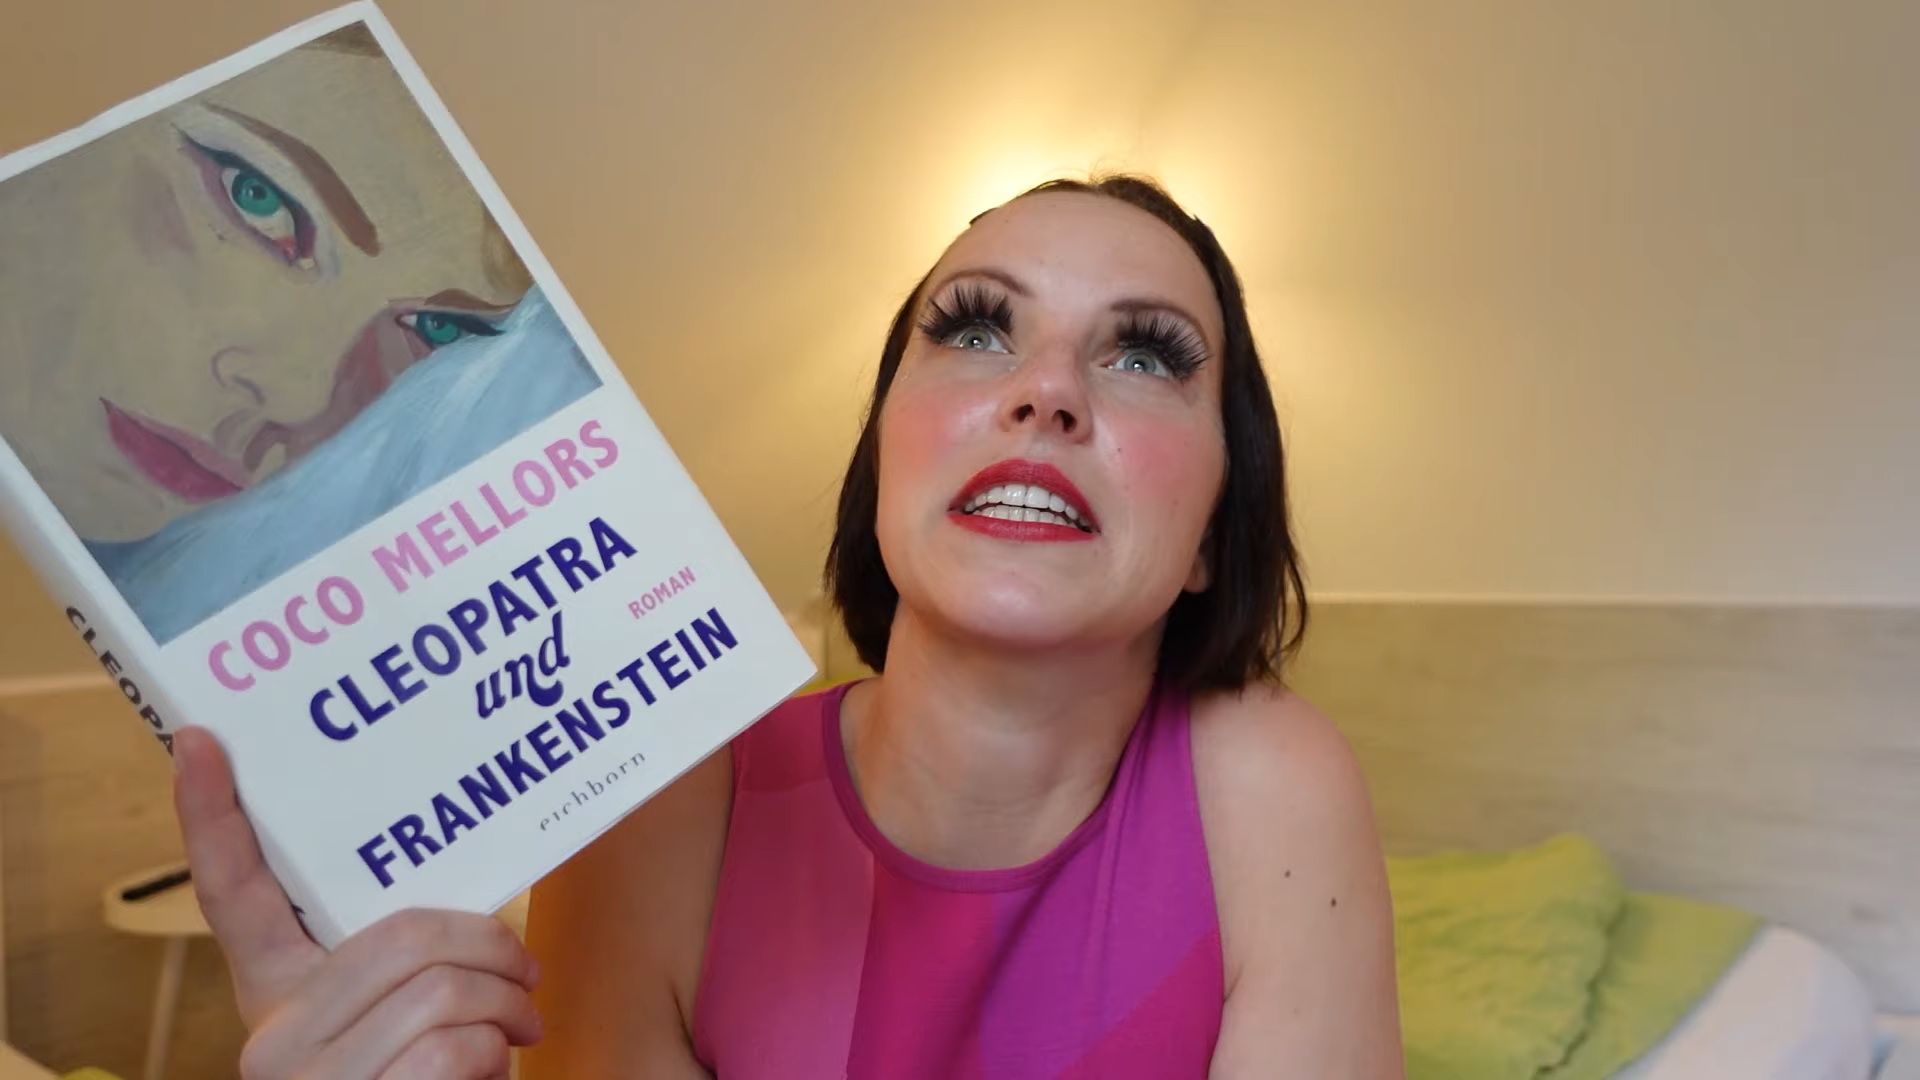 COCO MELLORS
CLEOPATRA
und
ROMAN
FRANKENSTEIN
eichborn
CLEOPA